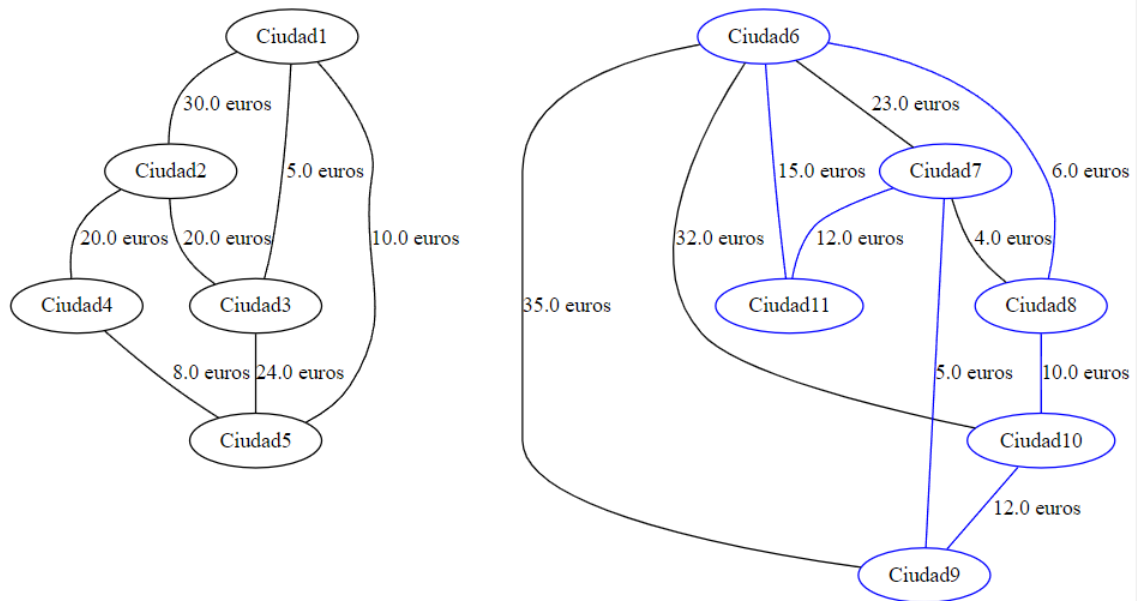 Ciudad1
Ciudad6
30.0 euros
23.0 euros
Ciudad2
5.0 euros
15.0 euros
Ciudad7
6.0 euros
20.0 euros
20.0 euros
10.0 euros
32.0 euros
12.0 euros
4.0 euros
Ciudad4
Ciudad3
35.0 euros
Ciudad11
Ciudad8
8.0 euros
24.0 euros
5.0 euros
10.0 euros
Ciudad5
Ciudad10
12.0 euros
Ciudad9